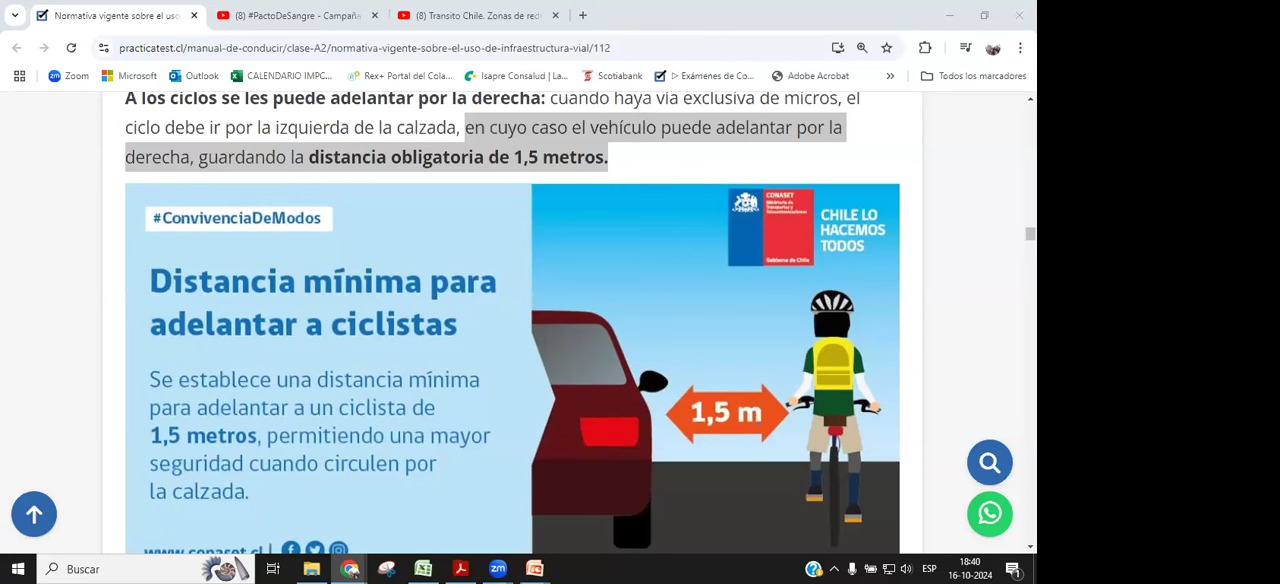 Normativa vigente sobre el uso
(8) #PactoDeSangre - Campaña
(8) Transito Chile. Zonas de red
practicatest.cl/manual-de-conducir/clase-A2/normativa-vigente-sobre-el-uso-de-infraestructura-vial/112
Zoom
Microsoft
Outlook
CALENDARIO IMPC...
Rex+ Portal del Cola...
Isapre Consalud | La...
Scotiabank
▷ Exámenes de Co...
Adobe Acrobat
»
Todos los marcadores
A los ciclos se les puede adelantar por la derecha: cuando haya vía exclusiva de micros, el
ciclo debe ir por la izquierda de la calzada, en cuyo caso el vehículo puede adelantar por la
derecha, guardando la distancia obligatoria de 1,5 metros.
#ConvivenciaDeModos
Distancia mínima para
adelantar a ciclistas
Se establece una distancia mínima
para adelantar a un ciclista de
1,5 metros, permitiendo una mayor
seguridad cuando circulen por
la calzada.
www.conaset.cl |
CONASET
Ministerio de
Transportes y
Telecomunicaciones
Gobierno de Chile
CHILE LO
HACEMOS
TODOS
1,5 m
Buscar
ESP
18:40
16-10-2024
1